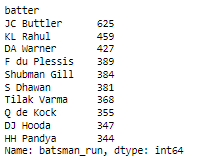 batter
JC Buttler 625
KL Rahul 459
DA Warner 427
F du Plessis 389
Shubman Gill 384
S Dhawan 381
Tilak Varma 368
Q de Kock 355
DJ Hooda 347
HH Pandya 344
Name: batsman_run, dtype: int64